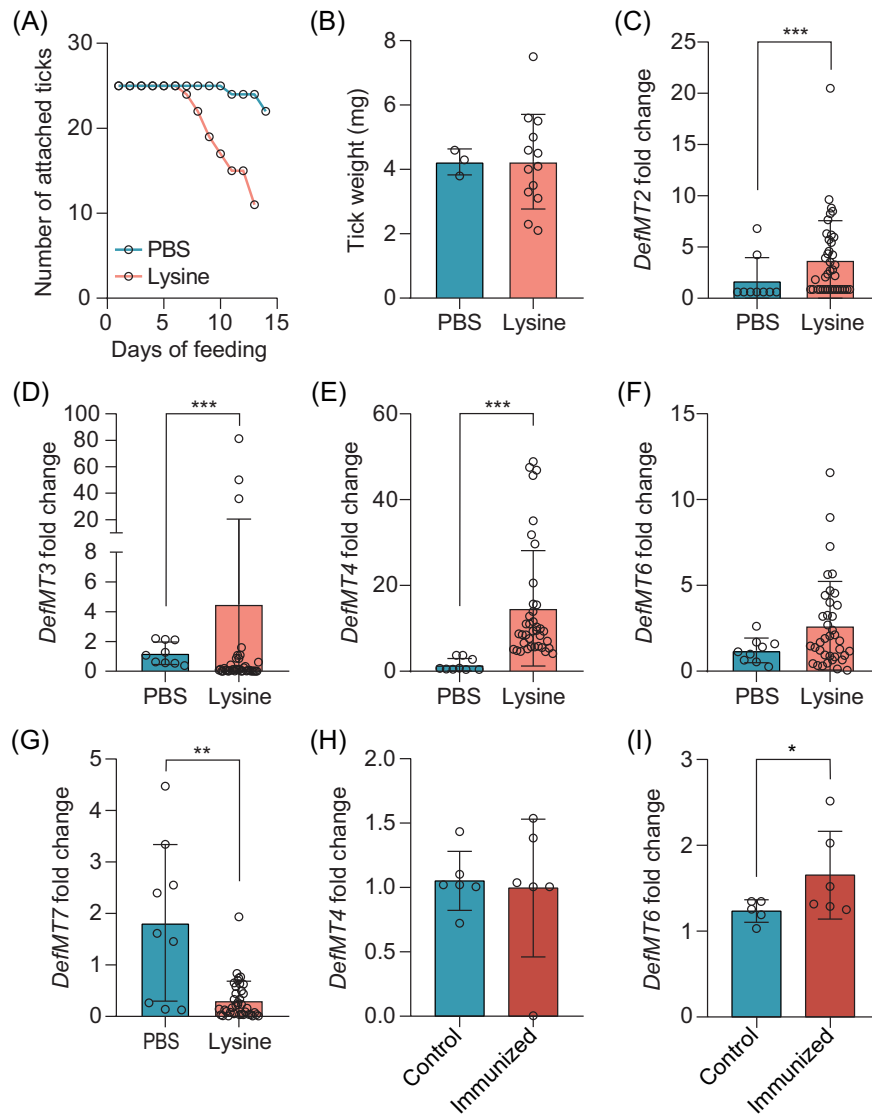 (A)
Number of attached ticks
30
20
10
0
PBS
Lysine
0 5 10 15
Days of feeding
(B)
Tick weight (mg)
8
6
4
2
0
PBS Lysine
(C)
DefMT2 fold change
25
20
15
10
5
0
***
PBS Lysine
(D)
DefMT3 fold change
100
80
60
40
20
8
6
4
2
0
***
PBS Lysine
(E)
DefMT4 fold change
60
40
20
0
***
PBS Lysine
(F)
DefMT6 fold change
15
10
5
0
PBS Lysine
(G)
DefMT7 fold change
5
4
3
2
1
0
**
PBS Lysine
(H)
DefMT4 fold change
2.0
1.5
1.0
0.5
0.0
Control
Immunized
(I)
DefMT6 fold change
3
2
1
0
*
Control
Immunized